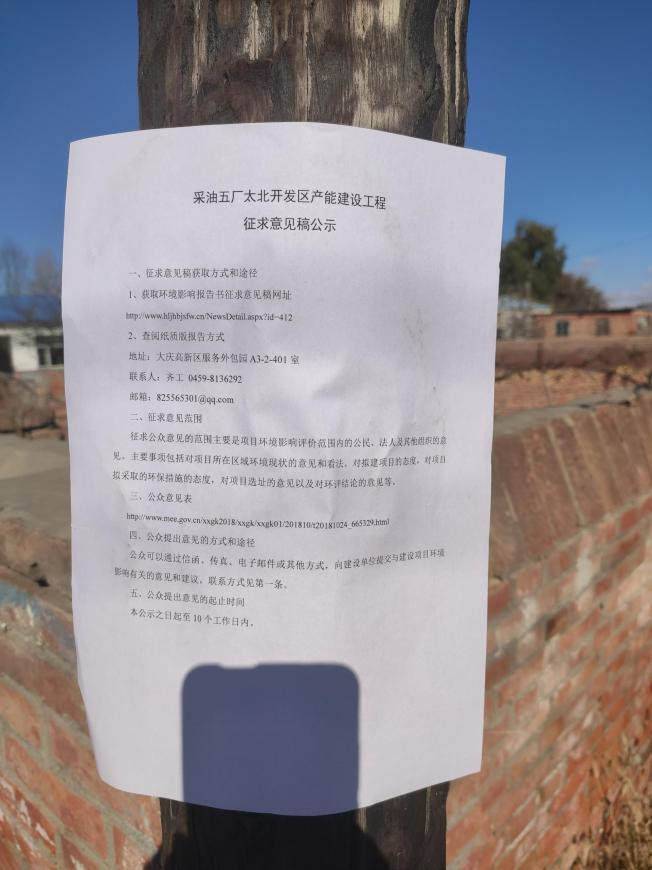 采油五厂太北开发区产能建设工程
征求意见稿公示
一、征求意见稿获取方式和途径
1、获取环境影响报告书征求意见稿网址
http://www.hljhbjsfw.cn/NewsDetail.aspx?id=412
2、查阅纸质版报告方式
地址：大庆高新区服务外包园 A3-2-401 室
联系人：齐工 0459-8136292
邮箱：825565301@qq.com
二、征求意见范围
征求公众意见的范围主要是项目环境影响评价范围内的公民、法人及其他组织的意
见。主要事项包括对项目所在区域环境现状的意见和看法、对拟建项目的态度、对项目
拟采取的环保措施的态度，对项目选址的意见以及对环评结论的意见等。
三、公众意见表
http://www.mee.gov.cn/xxgk2018/xxgk/xxgk01/201810/t20181024_665329.html
四、公众提出意见的方式和途径
公众可以通过信函、传真、电子邮件或其他方式，向建设单位提交与建设项目环境
影响有关的意见和建议，联系方式见第一条。
五、公众提出意见的起止时间
本公示之日起至 10 个工作日内。